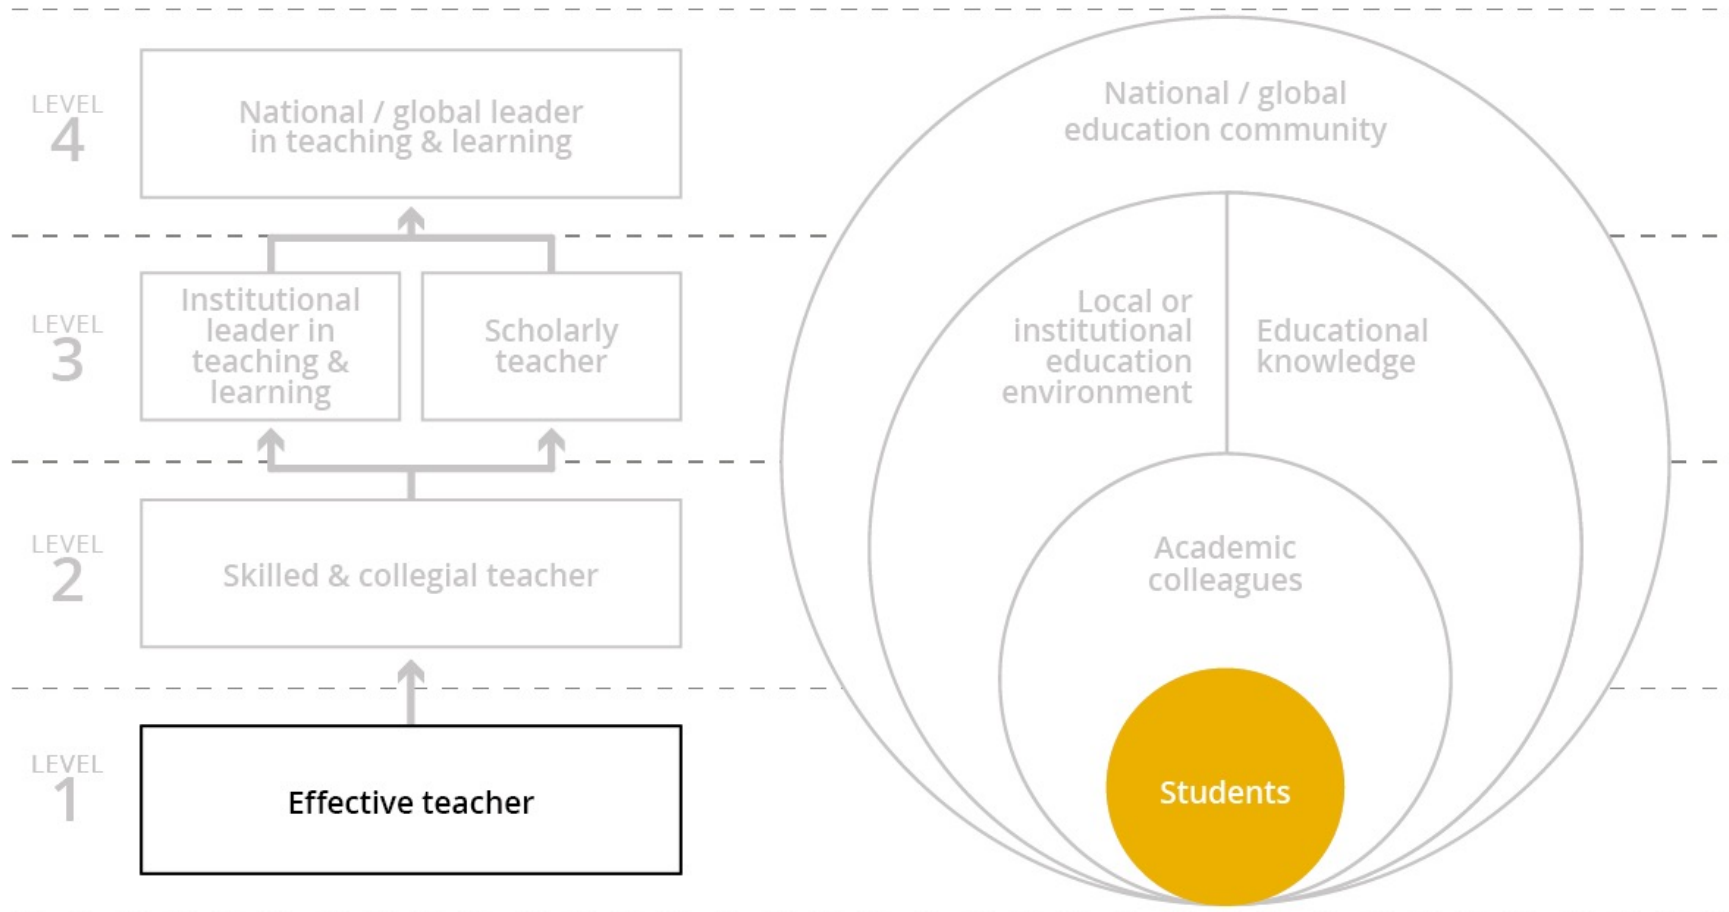 LEVEL
4
National / global leader
in teaching & learning
National / global
education community
LEVEL
3
Institutional
leader in
teaching &
learning
Scholarly
teacher
Local or
institutional
education
environment
Educational
knowledge
LEVEL
2
Skilled & collegial teacher
Academic
colleagues
LEVEL
1
Effective teacher
Students